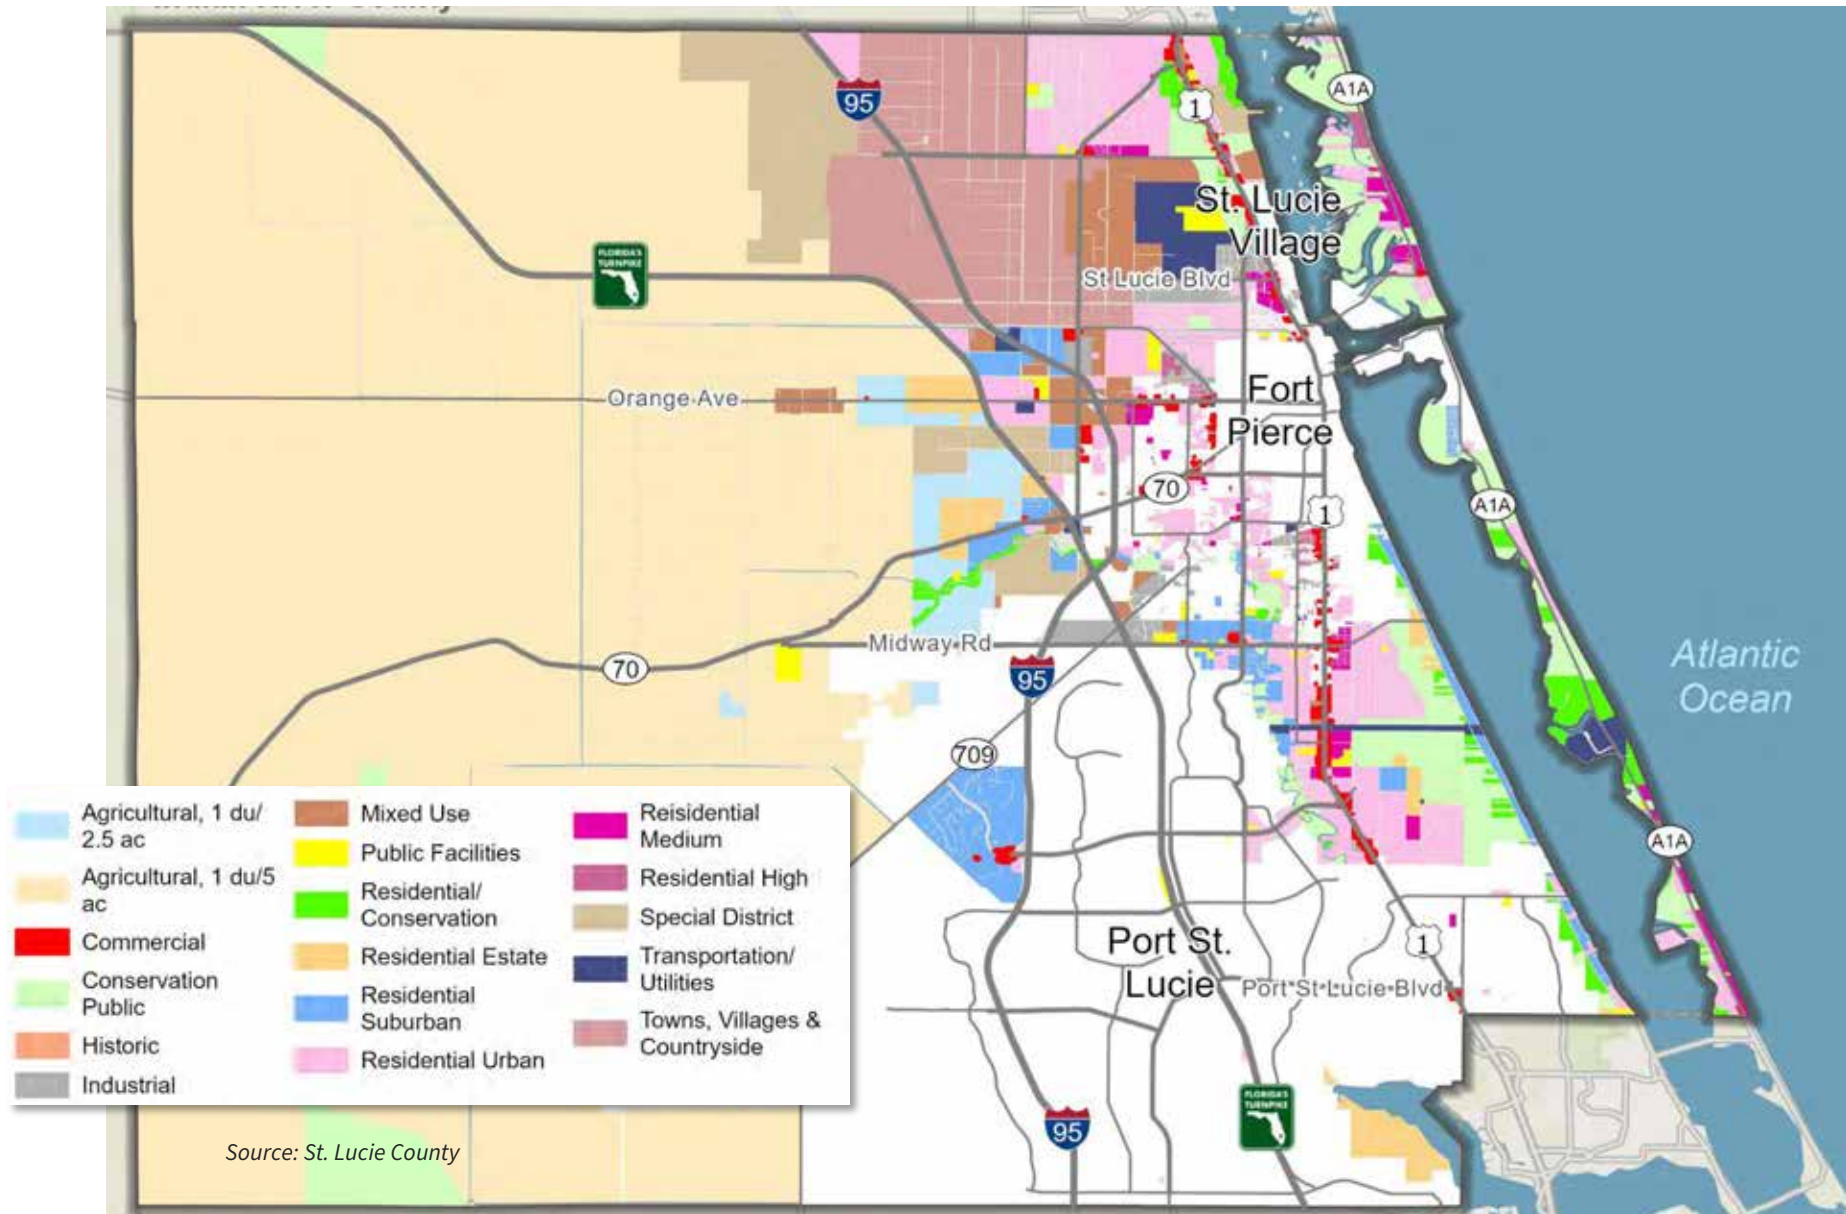 95
1
A1A
St. Lucie
Village
FLORIDA'S
TURNPIKE
St Lucie Blvd
Orange Ave
Fort
Pierce
70
1
A1A
Midway Rd
70
95
Atlantic
Ocean
709
A1A
Port St.
Lucie
1
Port St Lucie Blvd
FLORIDA'S
TURNPIKE
95
Agricultural, 1 du/
2.5 ac
Agricultural, 1 du/5
ac
Commercial
Conservation
Public
Historic
Industrial
Mixed Use
Public Facilities
Residential/
Conservation
Residential Estate
Residential
Suburban
Residential Urban
Reisidential
Medium
Residential High
Special District
Transportation/
Utilities
Towns, Villages &
Countryside
Source: St. Lucie County